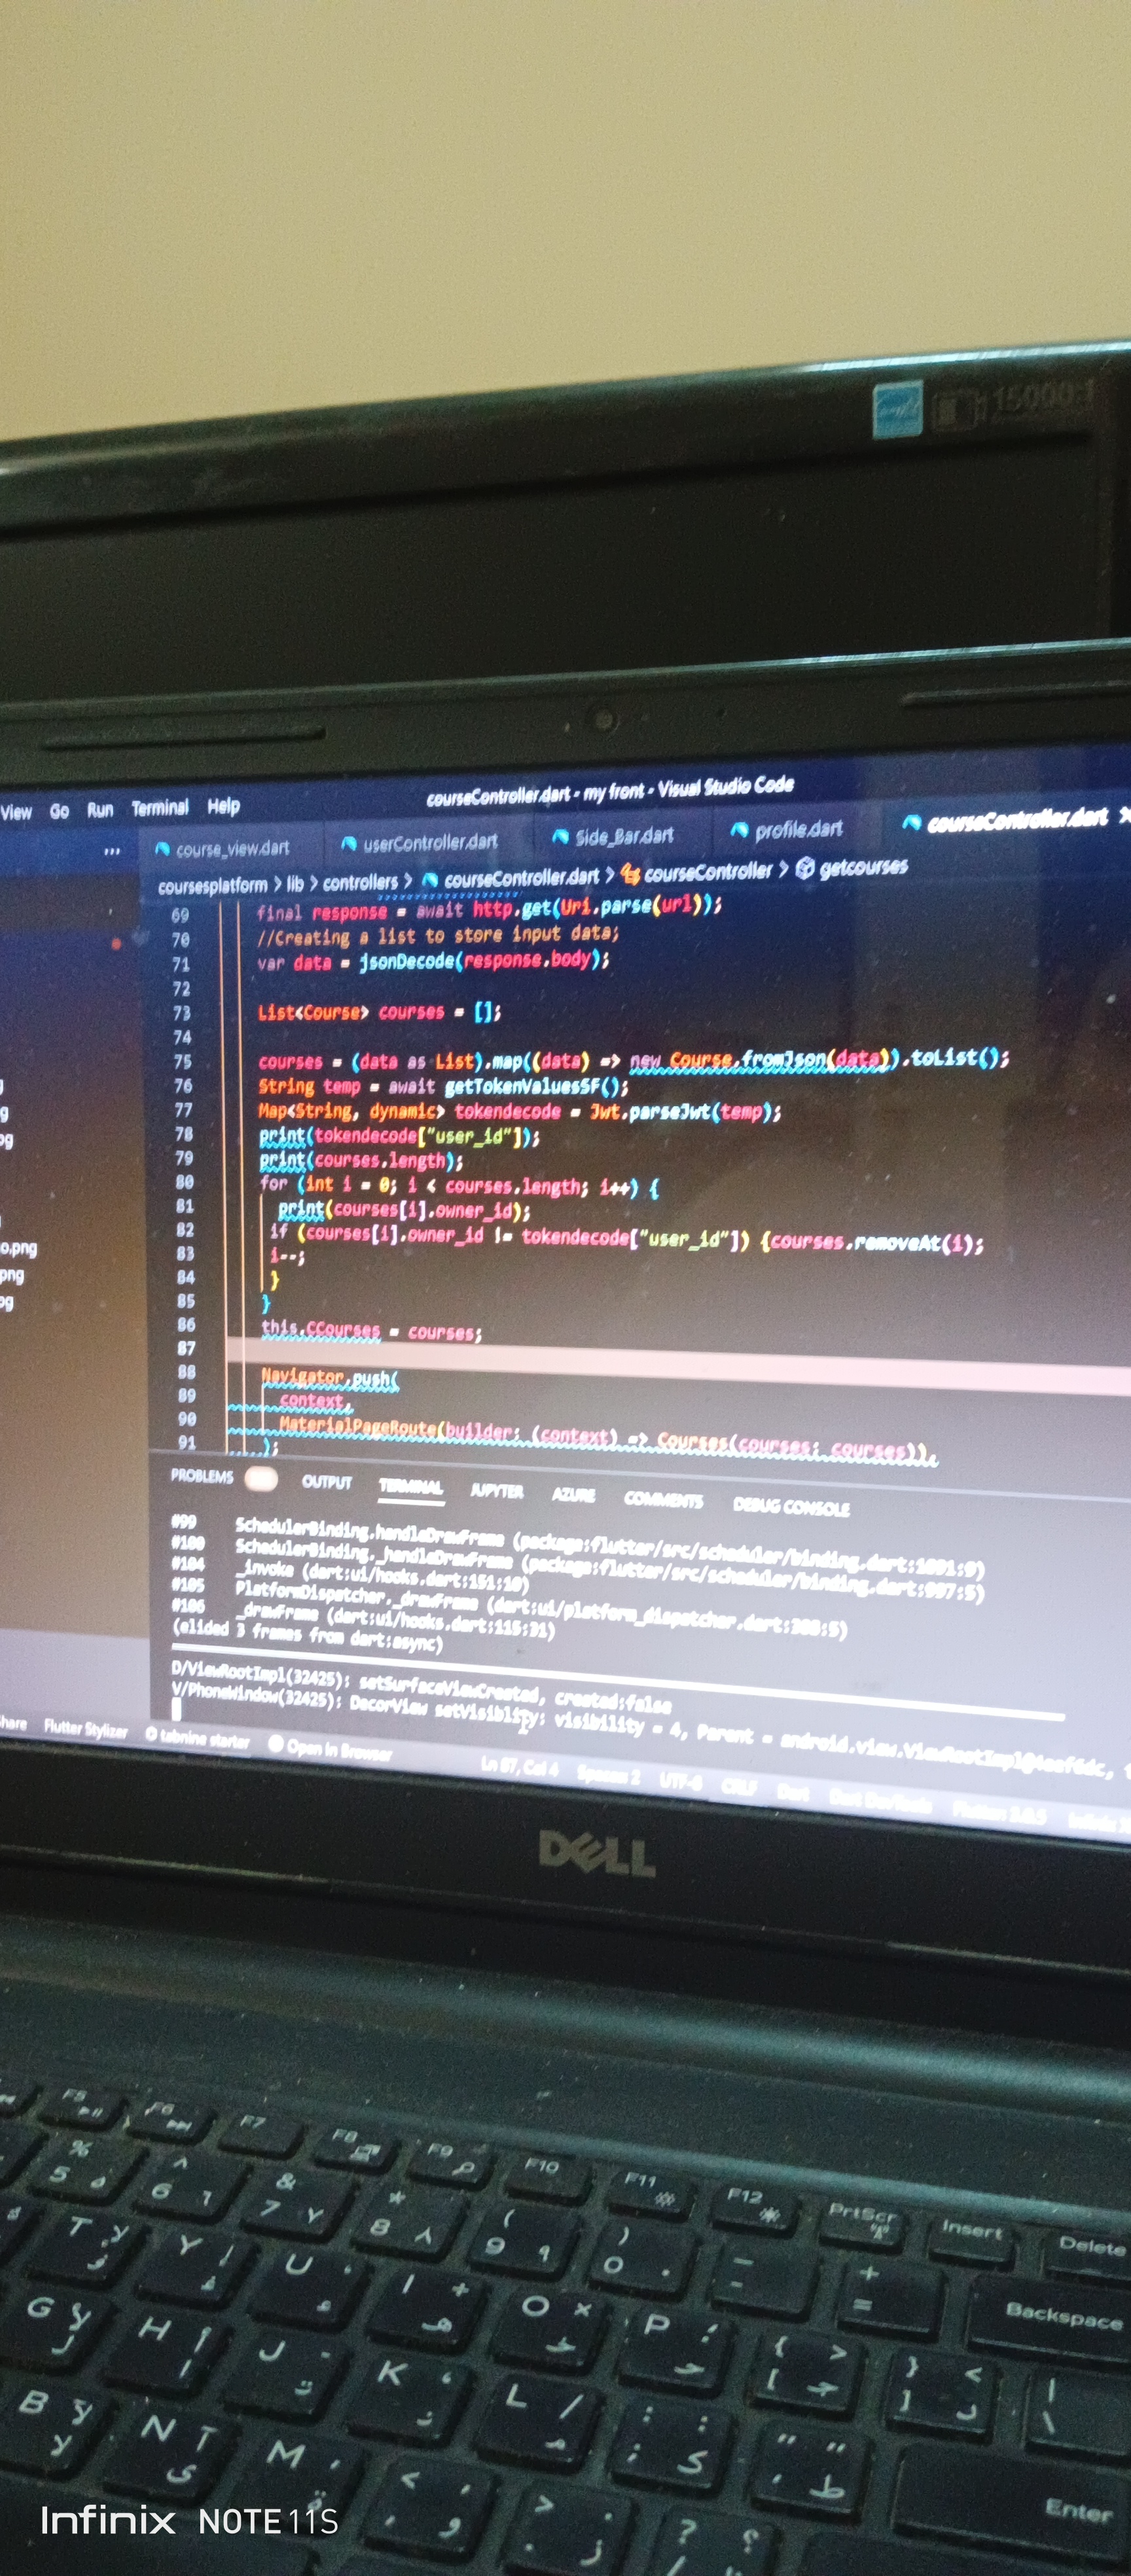 15000:1
View Go Run Terminal Help
courseController.dart - my front - Visual Studio Code
... course_view.dart userController.dart Side_Bar.dart profile.dart courseController.dart
coursesplatform > lib > controllers > courseController.dart > courseController > getcourses
69 final response = await http.get(Uri.parse(url));
70 //Creating a list to store input data;
71 var data = jsonDecode(response.body);
72
73 List<Course> courses = [];
74
75 courses = (data as List).map((data) => new Course.fromJson(data)).toList();
76 String temp = await getTokenValuesSF();
77 Map<String, dynamic> tokendecode = Jwt.parseJwt(temp);
78 print(tokendecode["user_id"]);
79 print(courses.length);
80 for (int i = 0; i < courses.length; i++) {
81 print(courses[i].owner_id);
82 if (courses[i].owner_id != tokendecode["user_id"]) {courses.removeAt(i);
83 i--;
84 }
85 }
86 this.CCourses = courses;
87
88 Navigator.push(
89 context,
90 MaterialPageRoute(builder: (context) => Courses(courses: courses)),
91 );
o.png
png
PROBLEMS OUTPUT TERMINAL JUPYTER AZURE COMMENTS DEBUG CONSOLE
#99 SchedulerBinding.handleDrawFrame (package:flutter/src/scheduler/binding.dart:1091:9)
#100 SchedulerBinding._handleDrawFrame (package:flutter/src/scheduler/binding.dart:997:5)
#104 _invoke (dart:ui/hooks.dart:151:10)
#105 PlatformDispatcher._drawFrame (dart:ui/platform_dispatcher.dart:308:5)
#106 _drawFrame (dart:ui/hooks.dart:115:31)
(elided 3 frames from dart:async)
D/ViewRootImpl(32425): setSurfaceViewCreated, created:false
V/PhoneWindow(32425): DecorView setVisiblity: visibility = 4, Parent =
Share Flutter Stylizer tabnine starter Open In Browser Ln 87, Col 4 Spaces: 2 UTF-8 CRLF Dart Dart DevTools
DELL
F5 F6 F7 F8 F9 F10 F11 F12 PrtScr Insert Delete
% 5 ^ 6 & 7 * 8 ( 9 ) 0 - + = Backspace
T Y U I O P { [ } ] | \
G H J K L : ; Enter
B N M < , > . ?
Infinix NOTE 11S